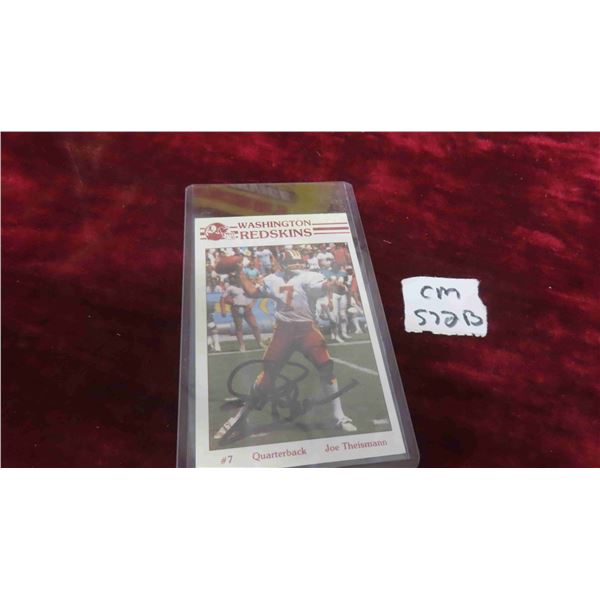 WASHINGTON
REDSKINS
7
#7 Quarterback Joe Theismann
CM
572B